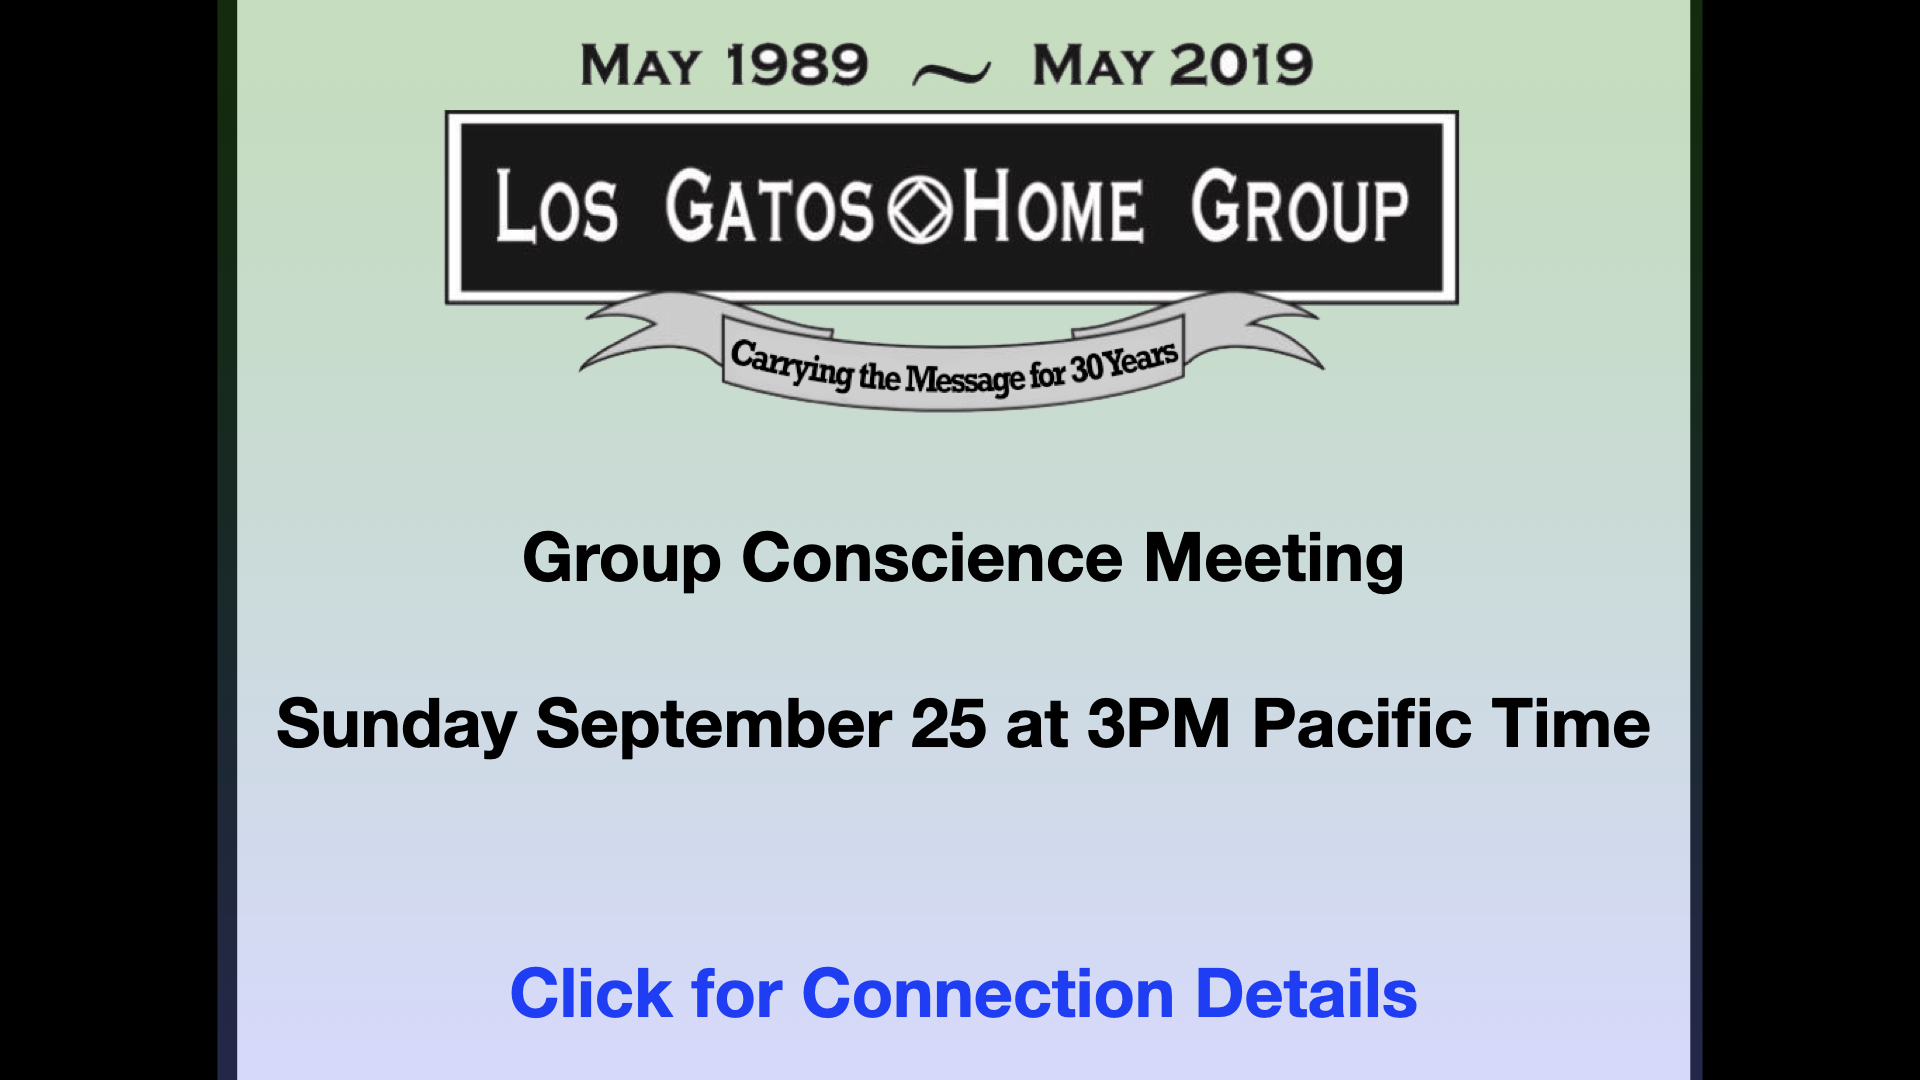 MAY 1989 ~ MAY 2019
LOS GATOS HOME GROUP
Carrying the Message for 30 Years
Group Conscience Meeting
Sunday September 25 at 3PM Pacific Time
Click for Connection Details